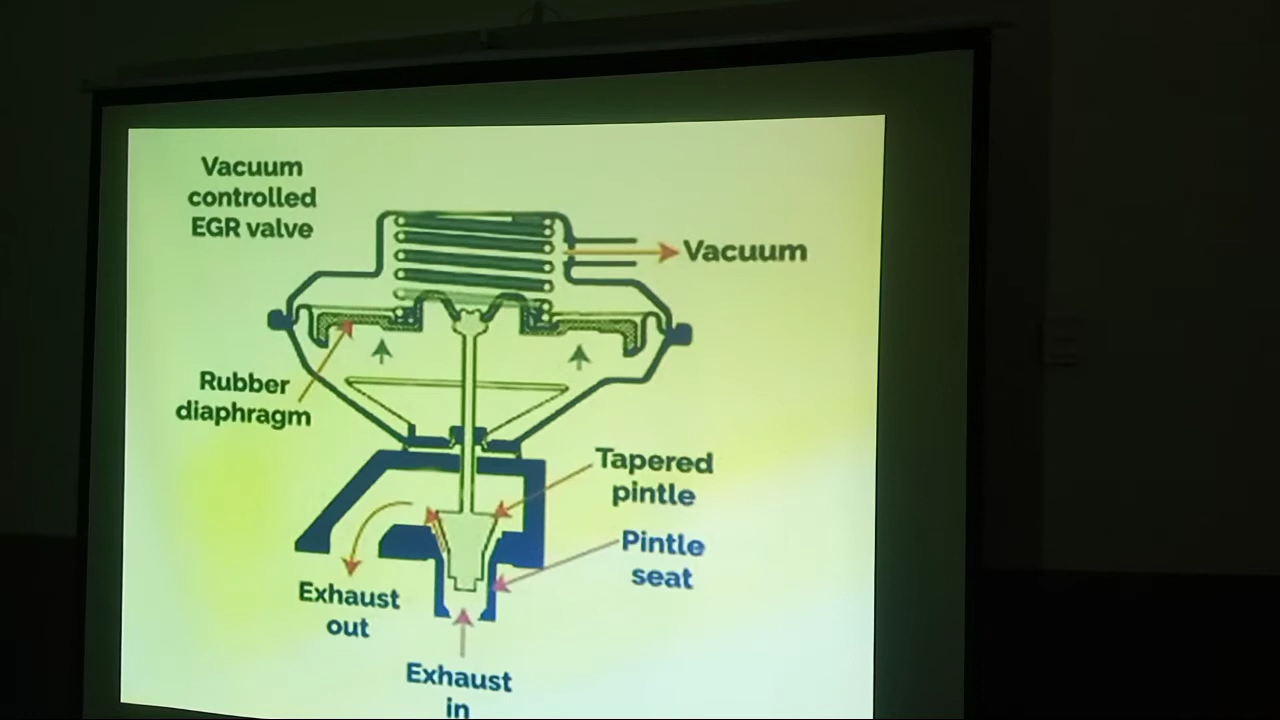 Vacuum
controlled
EGR valve
Vacuum
Rubber
diaphragm
Tapered
pintle
Pintle
seat
Exhaust
out
Exhaust
in